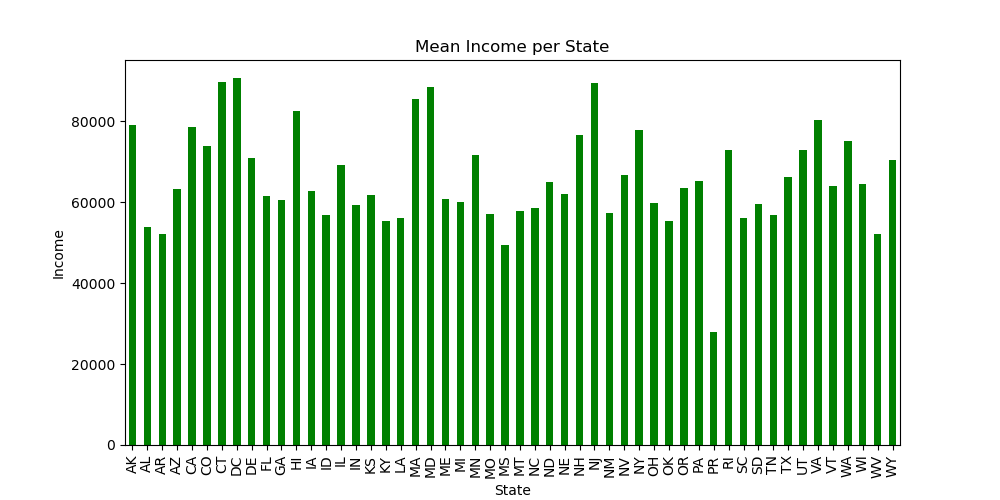 Mean Income per State
80000
60000
40000
20000
0
Income
AK AL AR AZ CA CO CT DC DE FL GA HI IA ID IL IN KS KY LA MA MD ME MI MN MO MS MT NC ND NE NH NJ NM NV NY OH OK OR PA PR RI SC SD TN TX UT VA VT WA WI WV WY
State